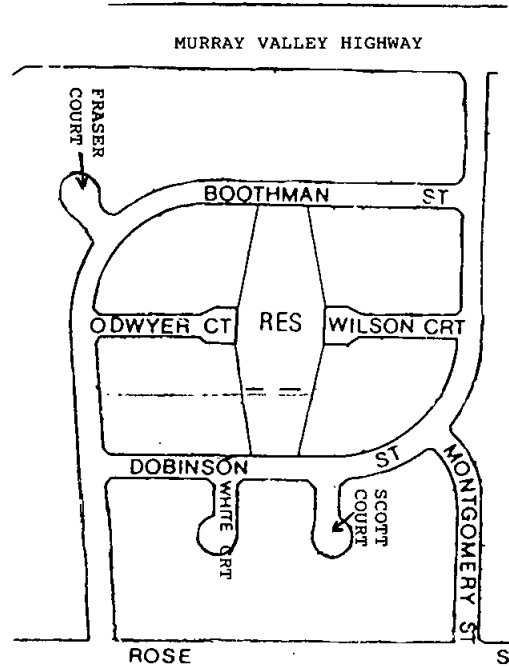 MURRAY VALLEY HIGHWAY
FRASER
COURT
BOOTHMAN ST
ODWYER CT
RES
WILSON CRT
DOBINSON ST
WHITE CRT
SCOTT
COURT
MONTGOMERY ST
ROSE S